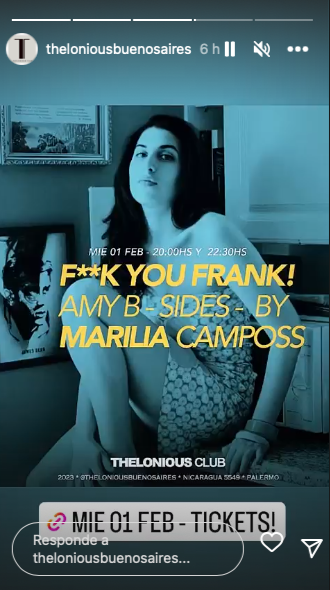 theloniousbuenosaires 6 h
MIE 01 FEB - 20:00HS Y 22:30HS
F**K YOU FRANK!
AMY B - SIDES - BY
MARILIA CAMPOSS
THELONIOUS CLUB
2023 * @THELONIOUSBUENOSAIRES * NICARAGUA 5549 * PALERMO
MIE 01 FEB - TICKETS!
Responde a
theloniousbuenosaires...